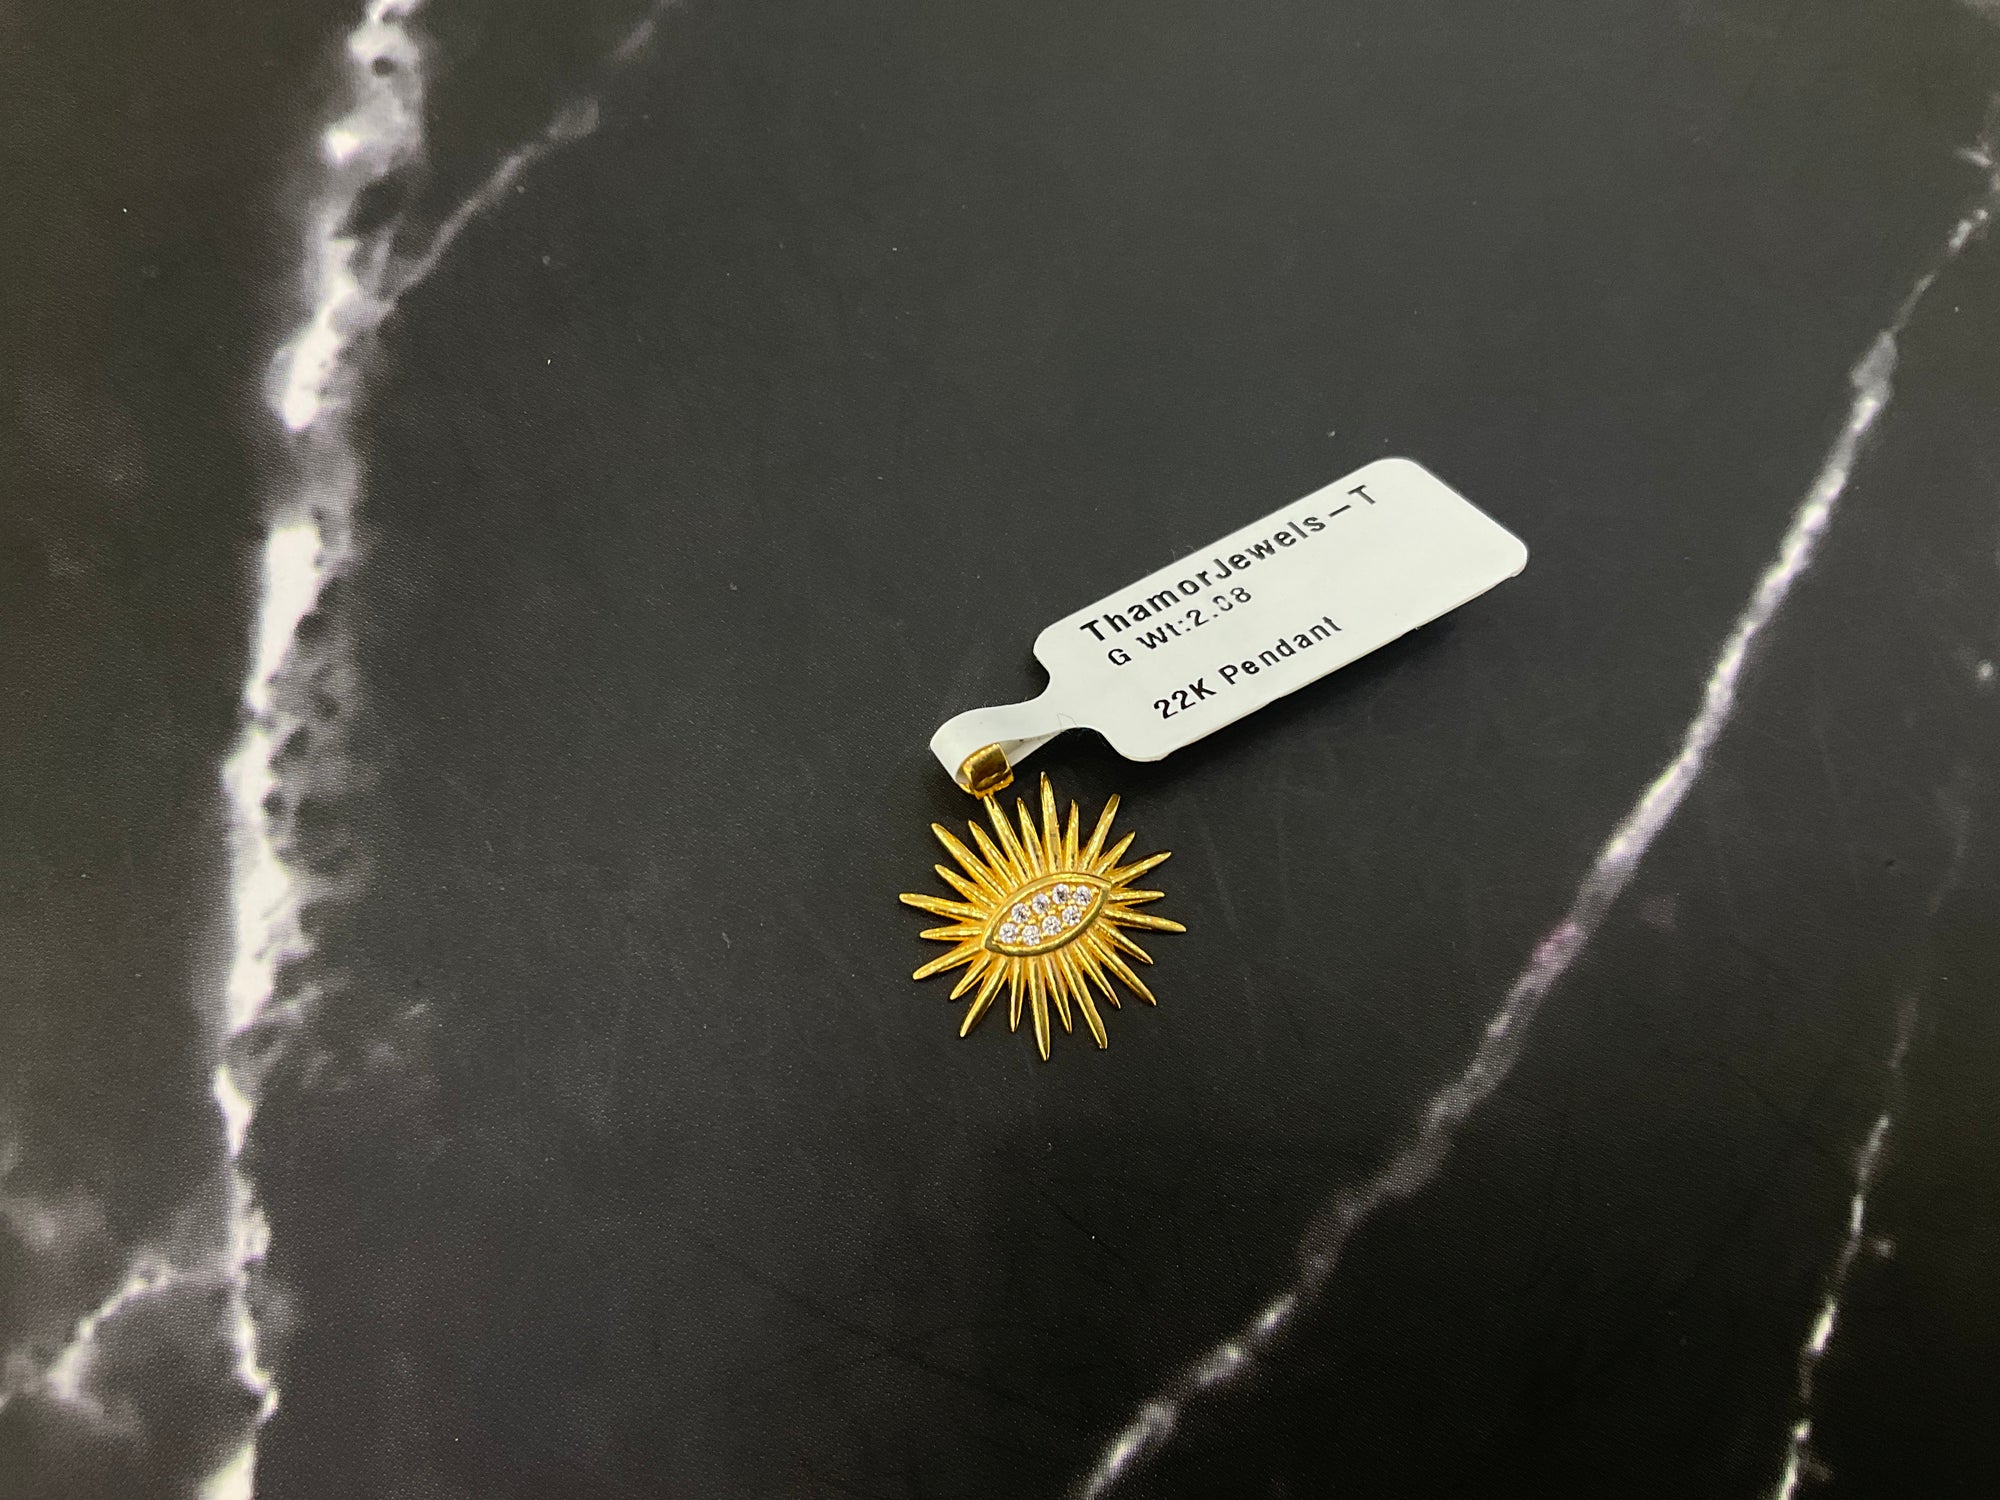 ThamorJewels-T
G Wt:2.08
22K Pendant